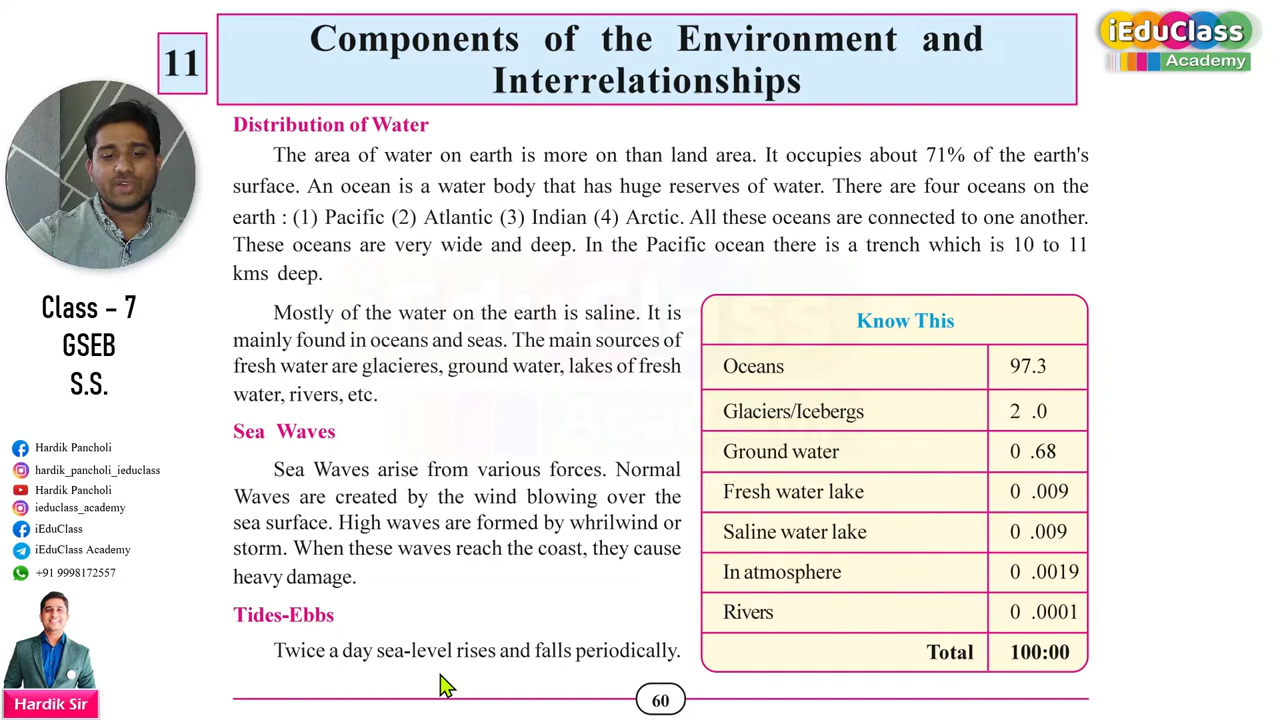 11
Components of the Environment and
Interrelationships
iEduClass
Academy
Distribution of Water
The area of water on earth is more on than land area. It occupies about 71% of the earth's
surface. An ocean is a water body that has huge reserves of water. There are four oceans on the
earth : (1) Pacific (2) Atlantic (3) Indian (4) Arctic. All these oceans are connected to one another.
These oceans are very wide and deep. In the Pacific ocean there is a trench which is 10 to 11
kms deep.
Mostly of the water on the earth is saline. It is
mainly found in oceans and seas. The main sources of
fresh water are glacieres, ground water, lakes of fresh
water, rivers, etc.
Sea Waves
Sea Waves arise from various forces. Normal
Waves are created by the wind blowing over the
sea surface. High waves are formed by whrilwind or
storm. When these waves reach the coast, they cause
heavy damage.
Tides-Ebbs
Twice a day sea-level rises and falls periodically.
Know This
Oceans 97.3
Glaciers/Icebergs 2 .0
Ground water 0 .68
Fresh water lake 0 .009
Saline water lake 0 .009
In atmosphere 0 .0019
Rivers 0 .0001
Total 100:00
60
Class – 7
GSEB
S.S.
Hardik Pancholi
hardik_pancholi_ieduclass
Hardik Pancholi
ieduclass_academy
iEduClass
iEduClass Academy
+91 9998172557
Hardik Sir
iEduClass
Academy